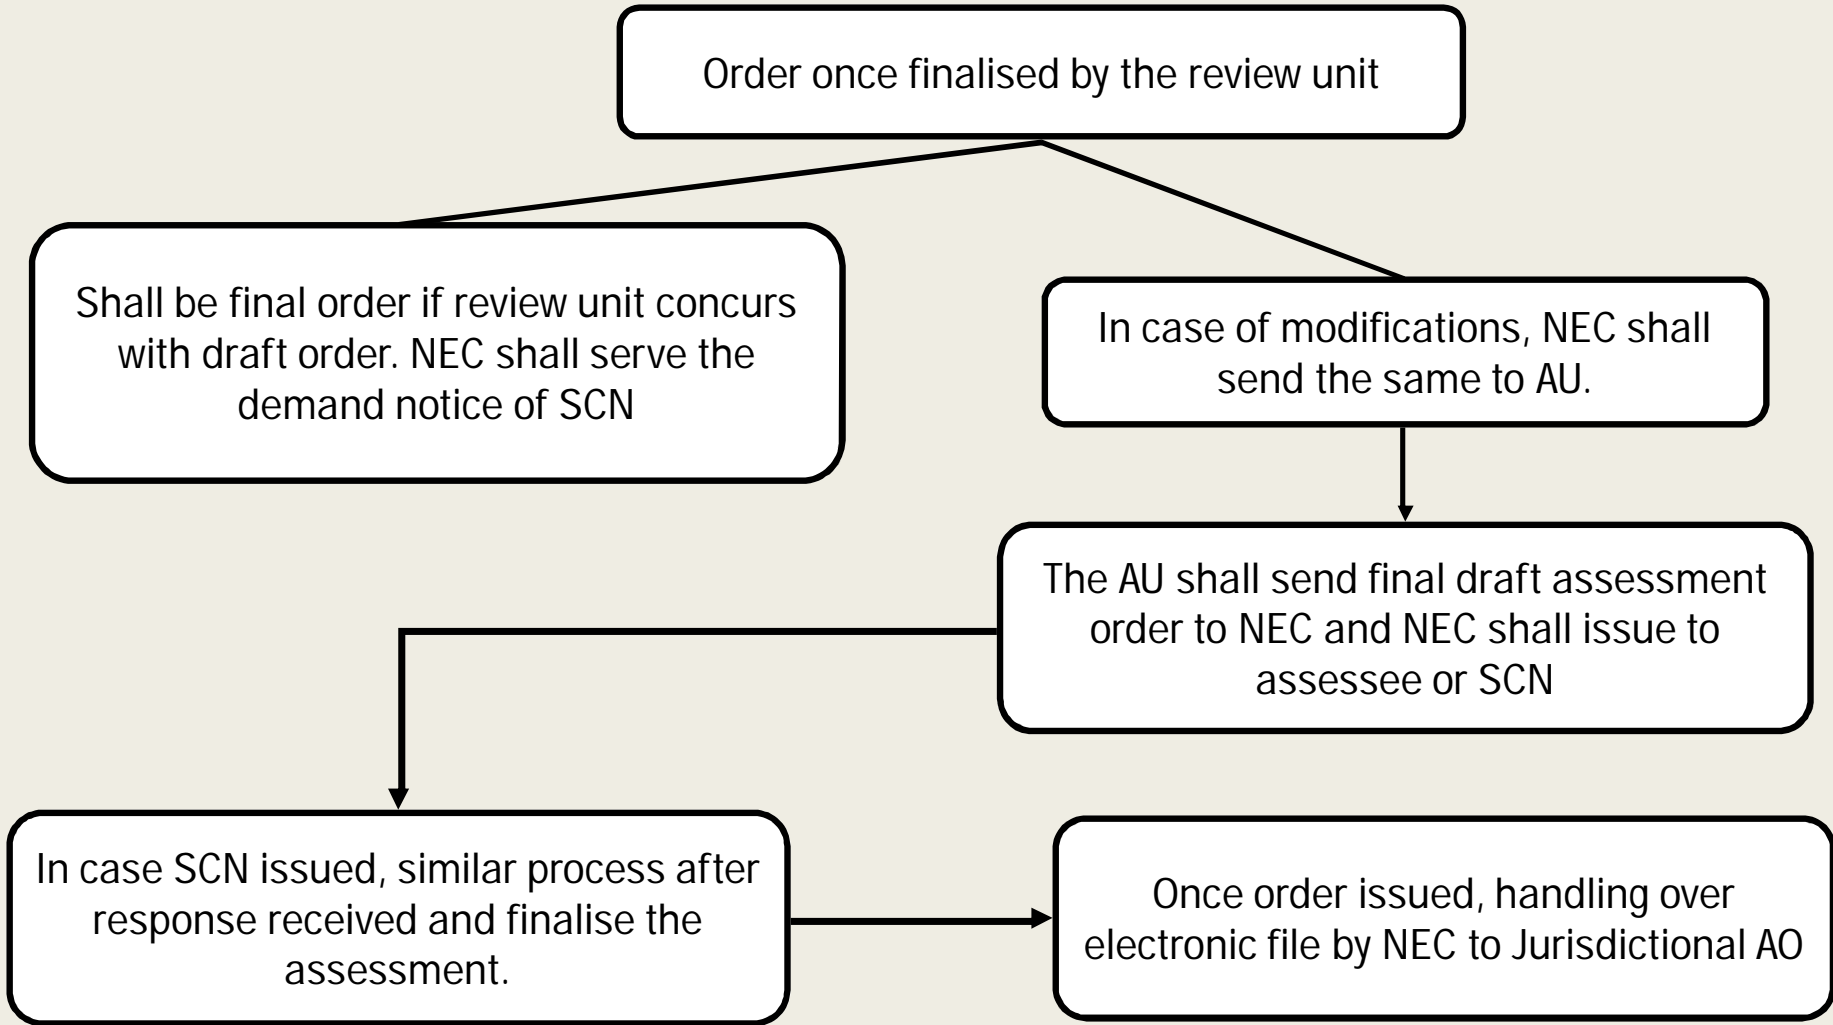 Order once finalised by the review unit
Shall be final order if review unit concurs
with draft order. NEC shall serve the
demand notice of SCN
In case of modifications, NEC shall
send the same to AU.
The AU shall send final draft assessment
order to NEC and NEC shall issue to
assessee or SCN
In case SCN issued, similar process after
response received and finalise the
assessment.
Once order issued, handling over
electronic file by NEC to Jurisdictional AO